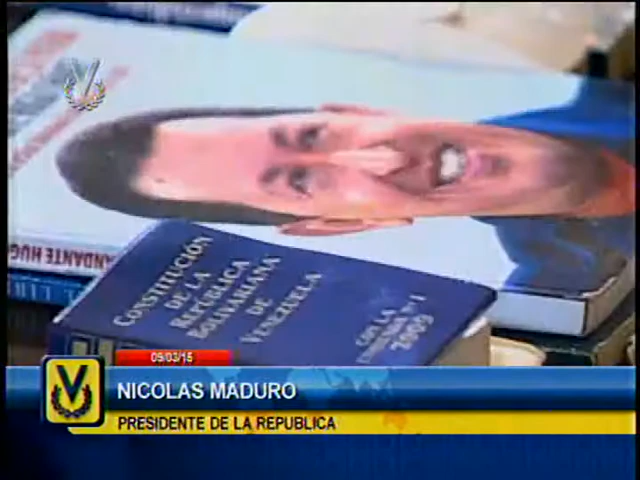 ANDANTE HUG
CONSTITUCIÓN
DE LA
REPÚBLICA
BOLIVARIANA
DE
VENEZUELA
CON LA
ENMIENDA Nº 1
2009
09/03/15
NICOLAS MADURO
PRESIDENTE DE LA REPUBLICA